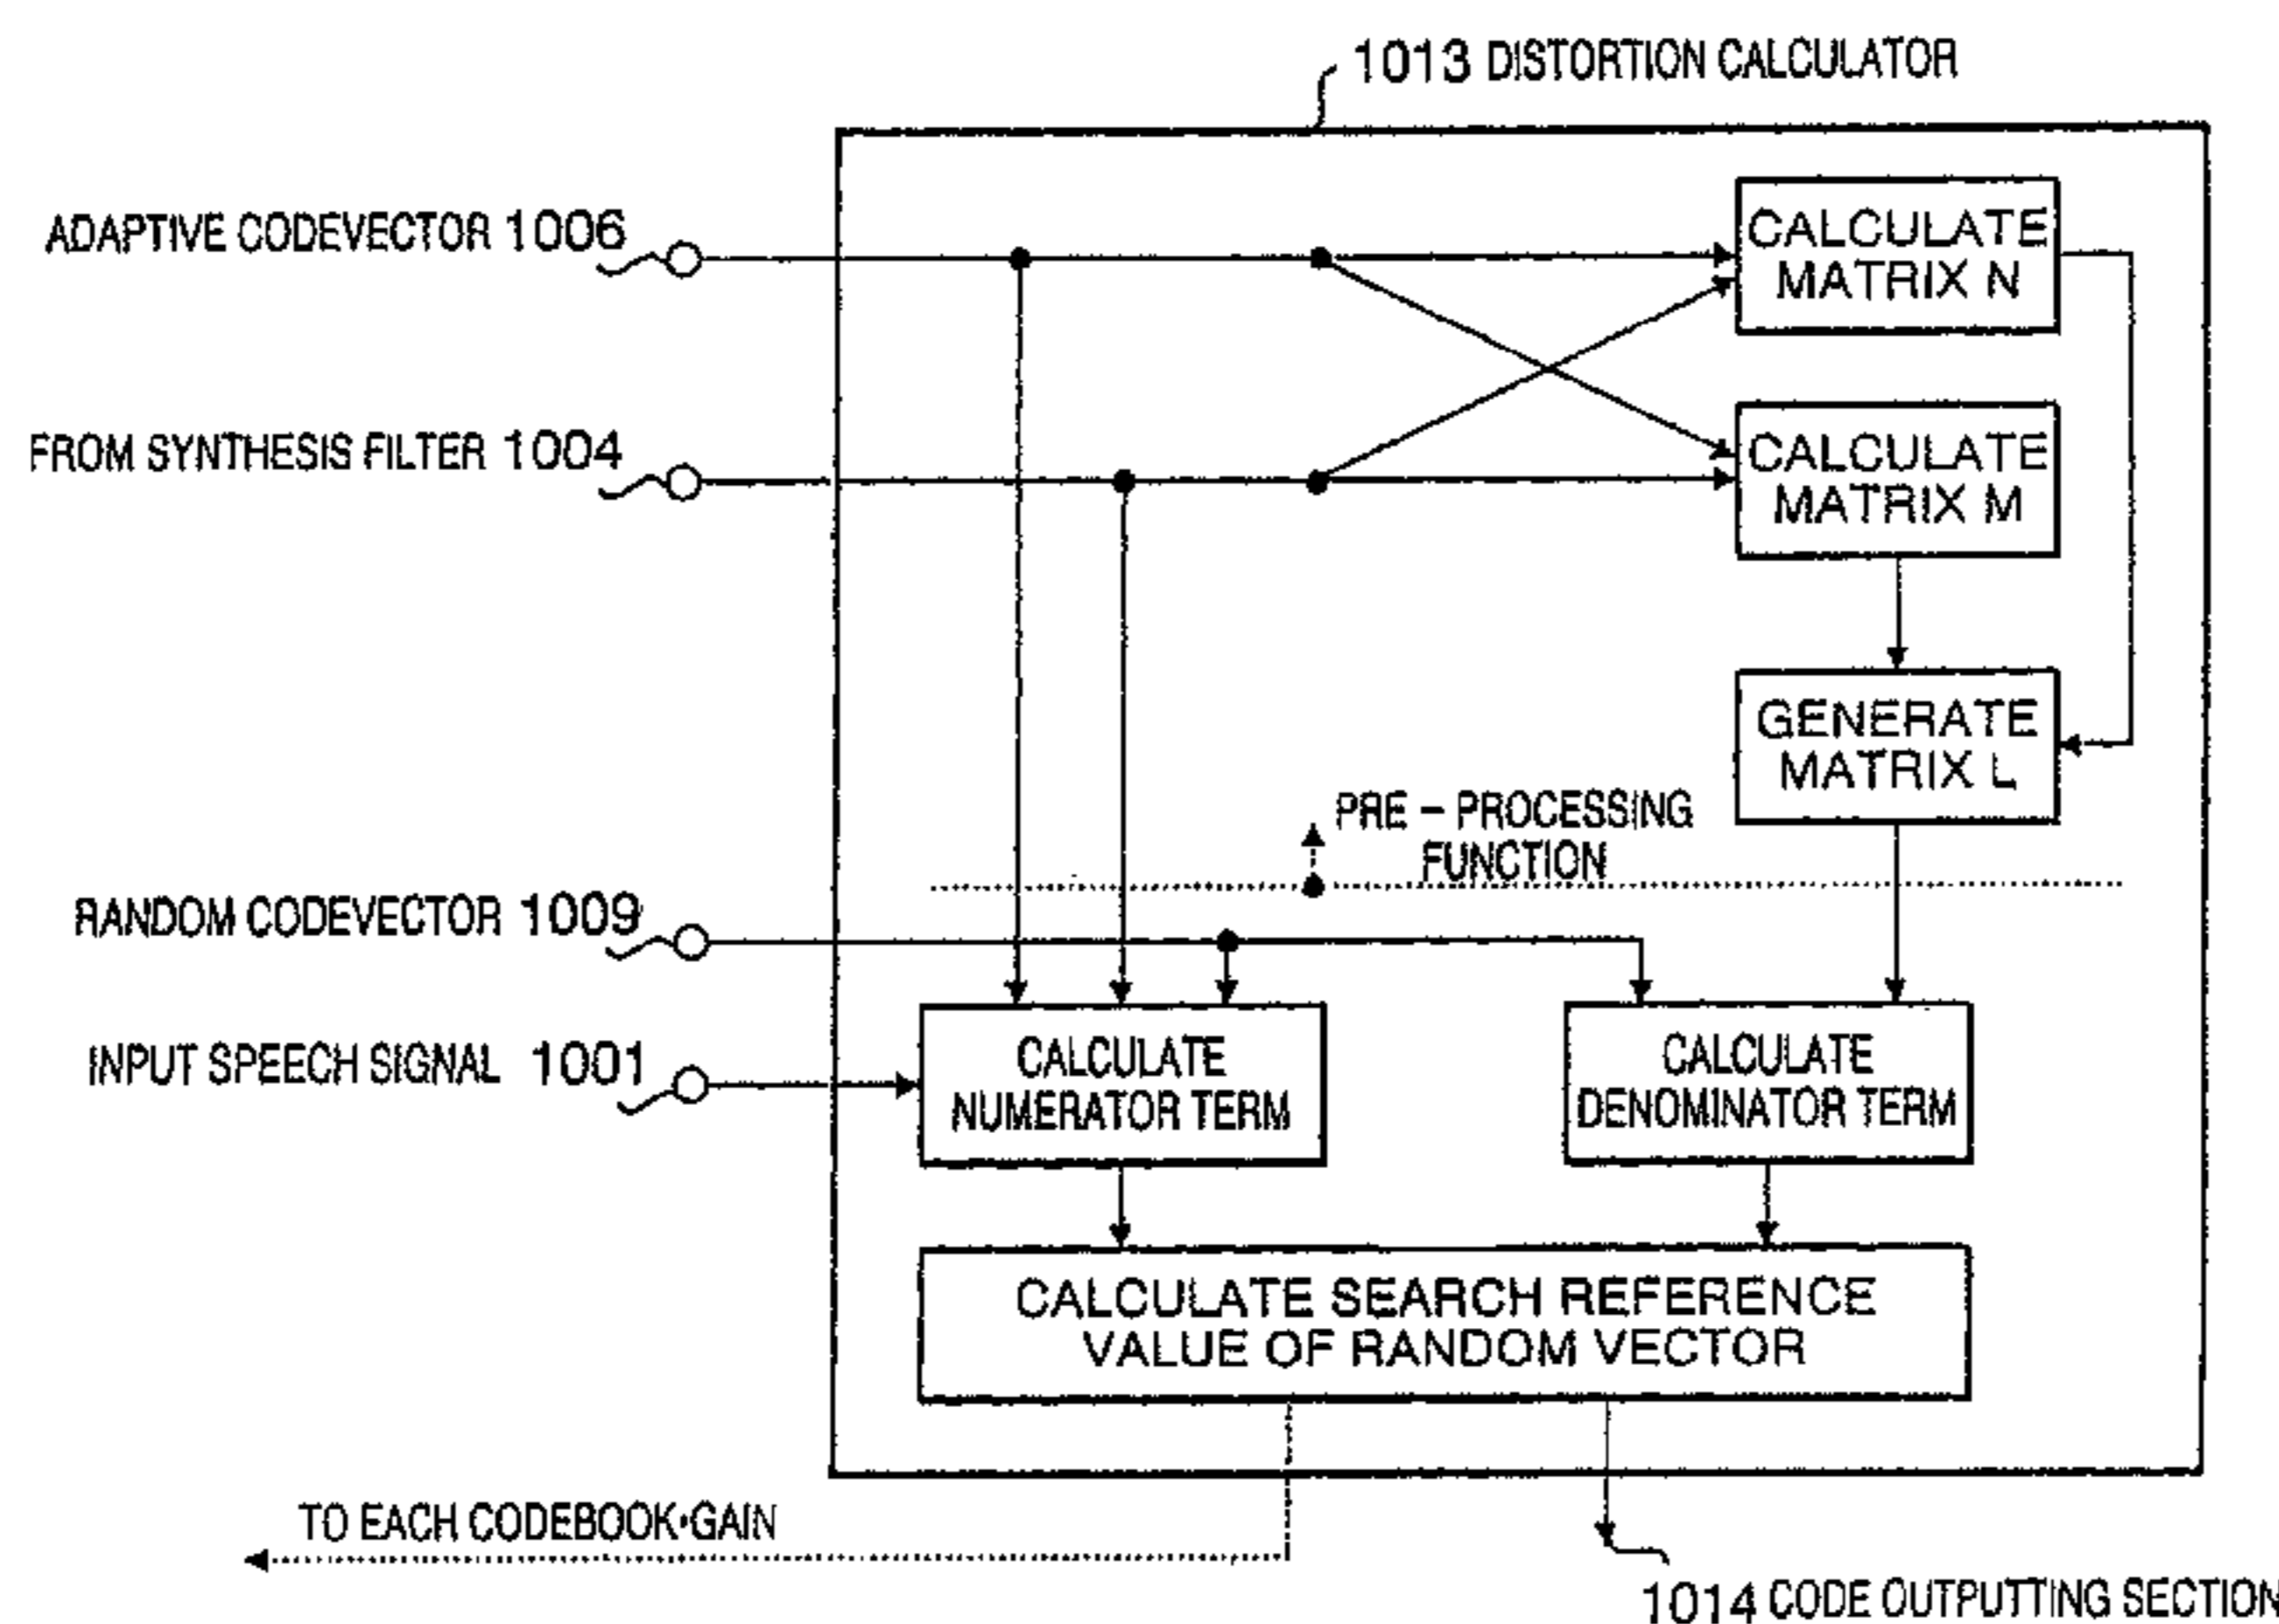 1013 DISTORTION CALCULATOR
ADAPTIVE CODEVECTOR 1006
CALCULATE
MATRIX N
FROM SYNTHESIS FILTER 1004
CALCULATE
MATRIX M
GENERATE
MATRIX L
PRE - PROCESSING
FUNCTION
RANDOM CODEVECTOR 1009
INPUT SPEECH SIGNAL 1001
CALCULATE
NUMERATOR TERM
CALCULATE
DENOMINATOR TERM
CALCULATE SEARCH REFERENCE
VALUE OF RANDOM VECTOR
TO EACH CODEBOOK·GAIN
1014 CODE OUTPUTTING SECTION